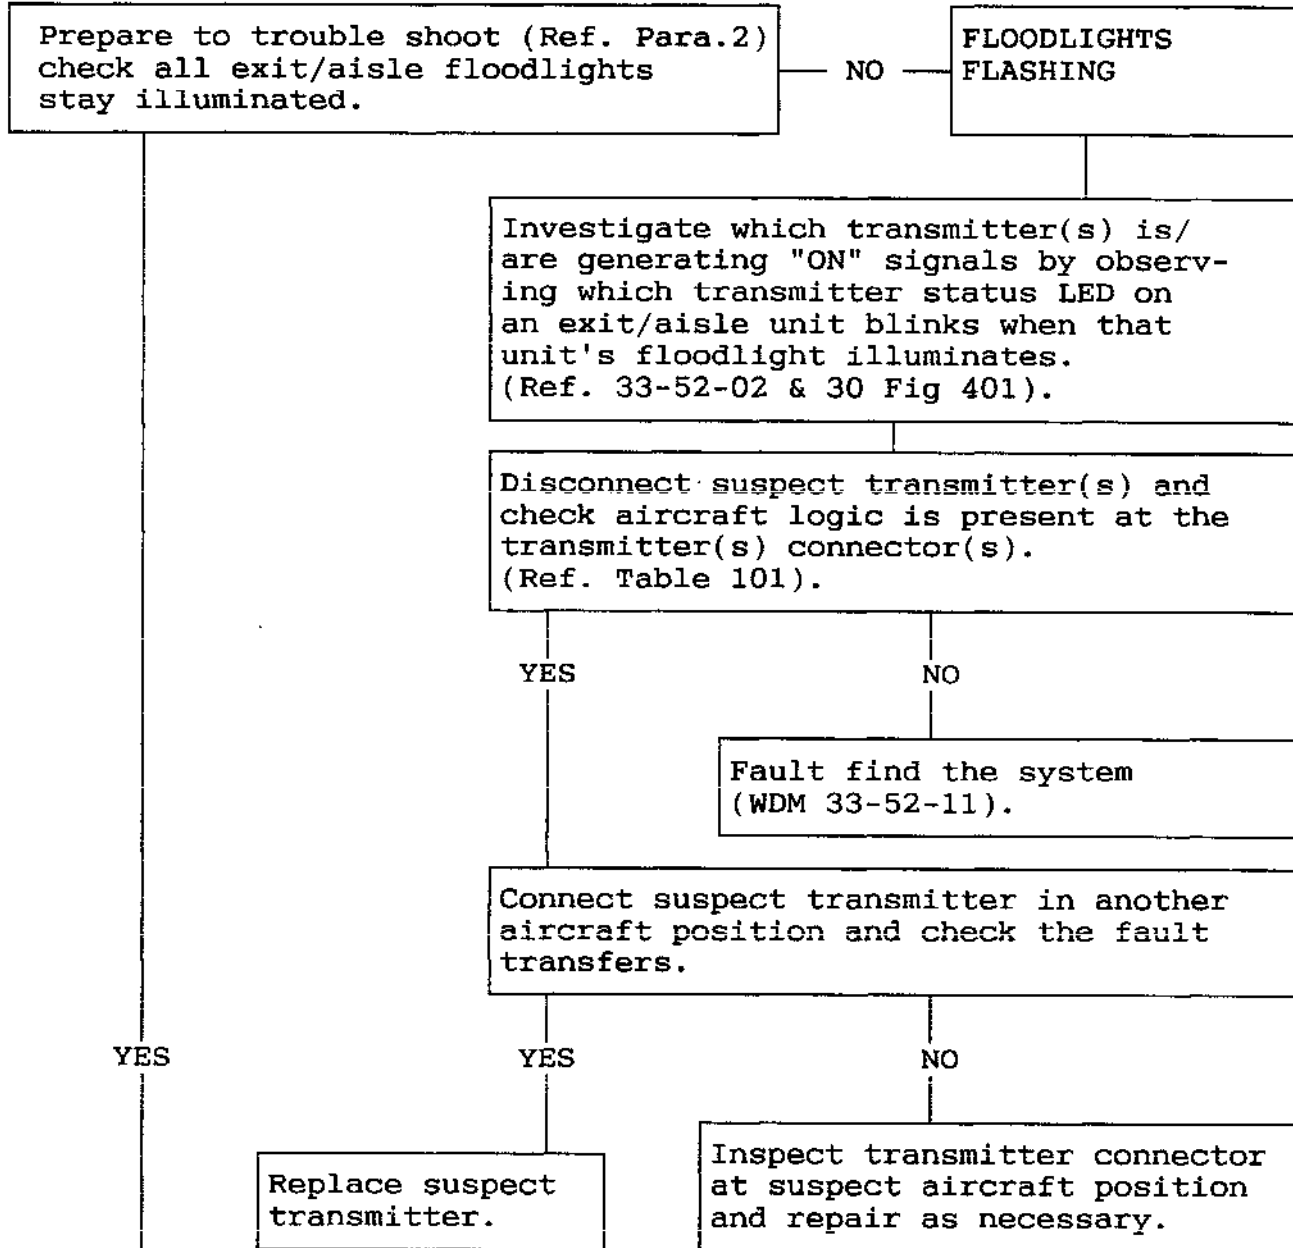 Prepare to trouble shoot (Ref. Para.2)
check all exit/aisle floodlights
stay illuminated.
NO
FLOODLIGHTS
FLASHING
Investigate which transmitter(s) is/
are generating "ON" signals by observ-
ing which transmitter status LED on
an exit/aisle unit blinks when that
unit's floodlight illuminates.
(Ref. 33-52-02 & 30 Fig 401).
Disconnect suspect transmitter(s) and
check aircraft logic is present at the
transmitter(s) connector(s).
(Ref. Table 101).
YES
NO
Fault find the system
(WDM 33-52-11).
Connect suspect transmitter in another
aircraft position and check the fault
transfers.
YES
YES
NO
Replace suspect
transmitter.
Inspect transmitter connector
at suspect aircraft position
and repair as necessary.